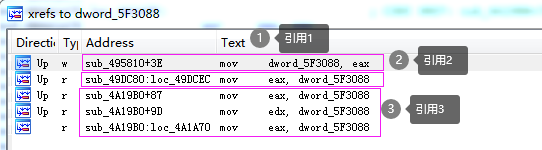 xrefs to dword_5F3088
Directic Ty Address Text 1 引用1
Up w sub_495810+3E mov dword_5F3088, eax 2 引用2
Up r sub_49DC80:loc_49DCEC mov eax, dword_5F3088
Up r sub_4A19B0+87 mov eax, dword_5F3088 3 引用3
Up r sub_4A19B0+9D mov edx, dword_5F3088
r sub_4A19B0:loc_4A1A70 mov eax, dword_5F3088